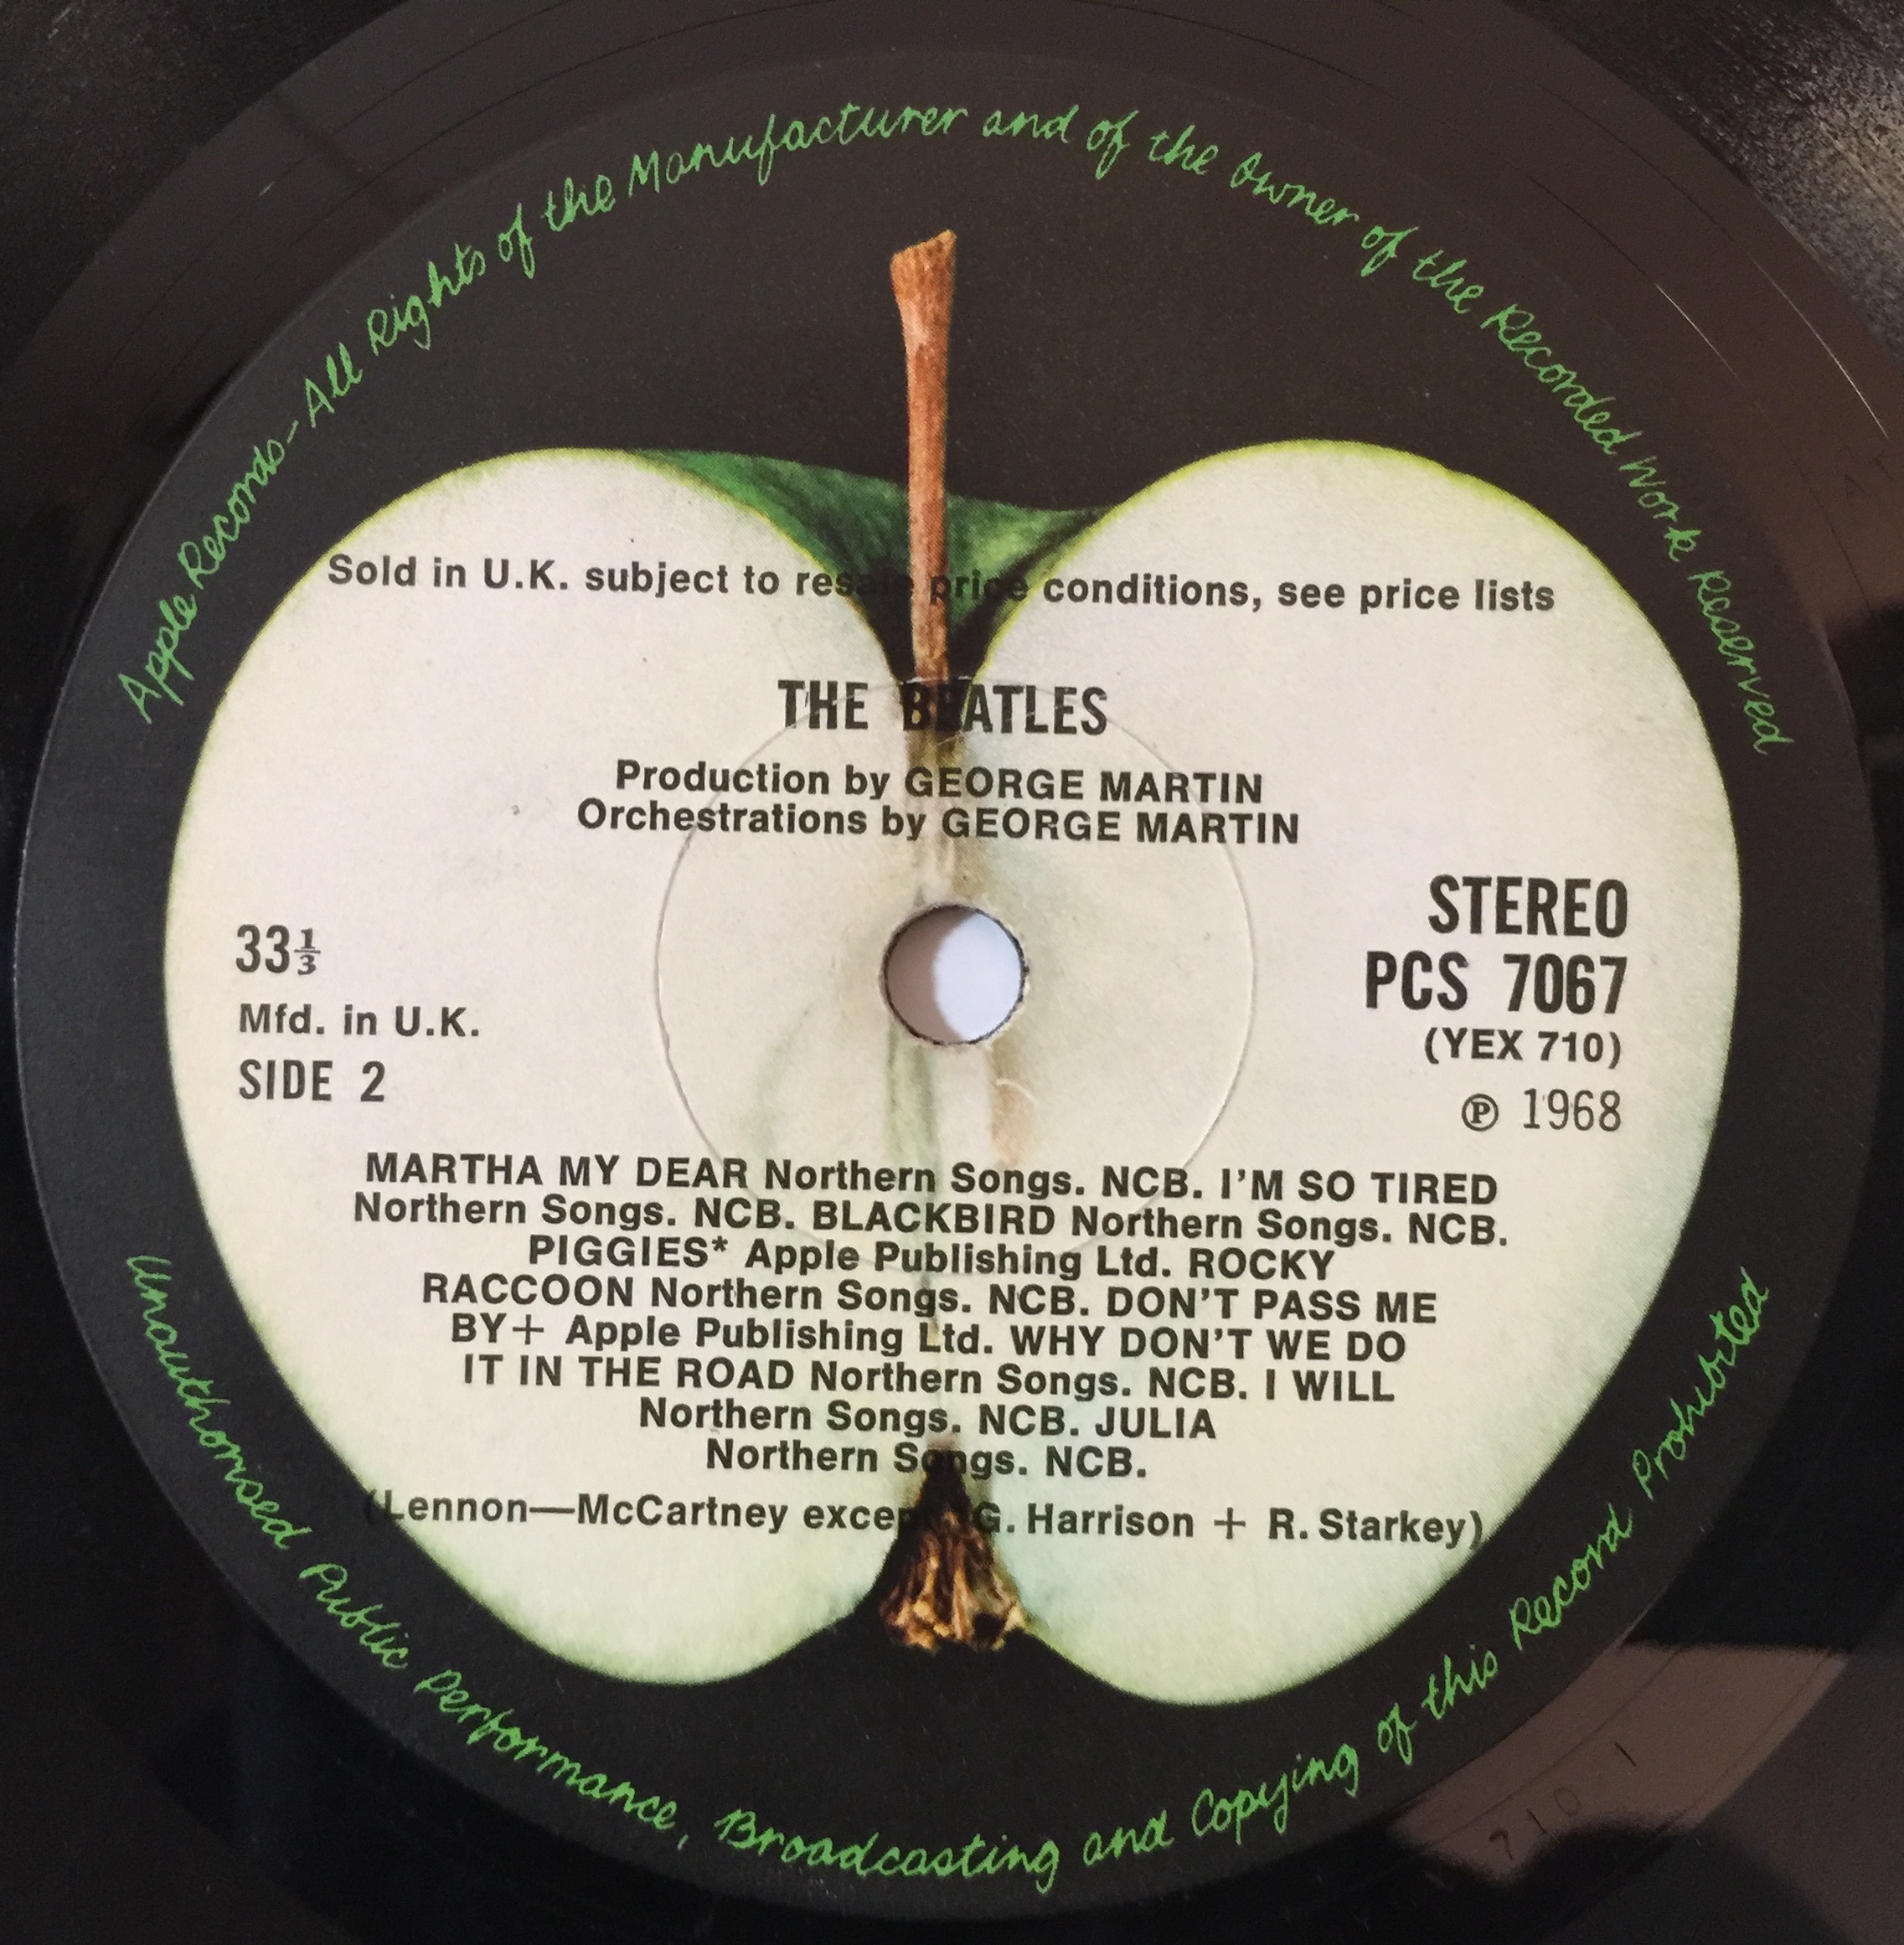 Apple Records-All Rights of the Manufacturer and of the Owner of the Recorded Work Reserved
Sold in U.K. subject to resale price conditions, see price lists
THE BEATLES
Production by GEORGE MARTIN
Orchestrations by GEORGE MARTIN
33⅓
Mfd. in U.K.
SIDE 2
STEREO
PCS 7067
(YEX 710)
℗ 1968
MARTHA MY DEAR Northern Songs. NCB. I'M SO TIRED
Northern Songs. NCB. BLACKBIRD Northern Songs. NCB.
PIGGIES* Apple Publishing Ltd. ROCKY
RACCOON Northern Songs. NCB. DON'T PASS ME
BY+ Apple Publishing Ltd. WHY DON'T WE DO
IT IN THE ROAD Northern Songs. NCB. I WILL
Northern Songs. NCB. JULIA
Northern Songs. NCB.
(Lennon—McCartney except G. Harrison + R. Starkey)
Unauthorised Public Performance, Broadcasting and Copying of this Record Prohibited